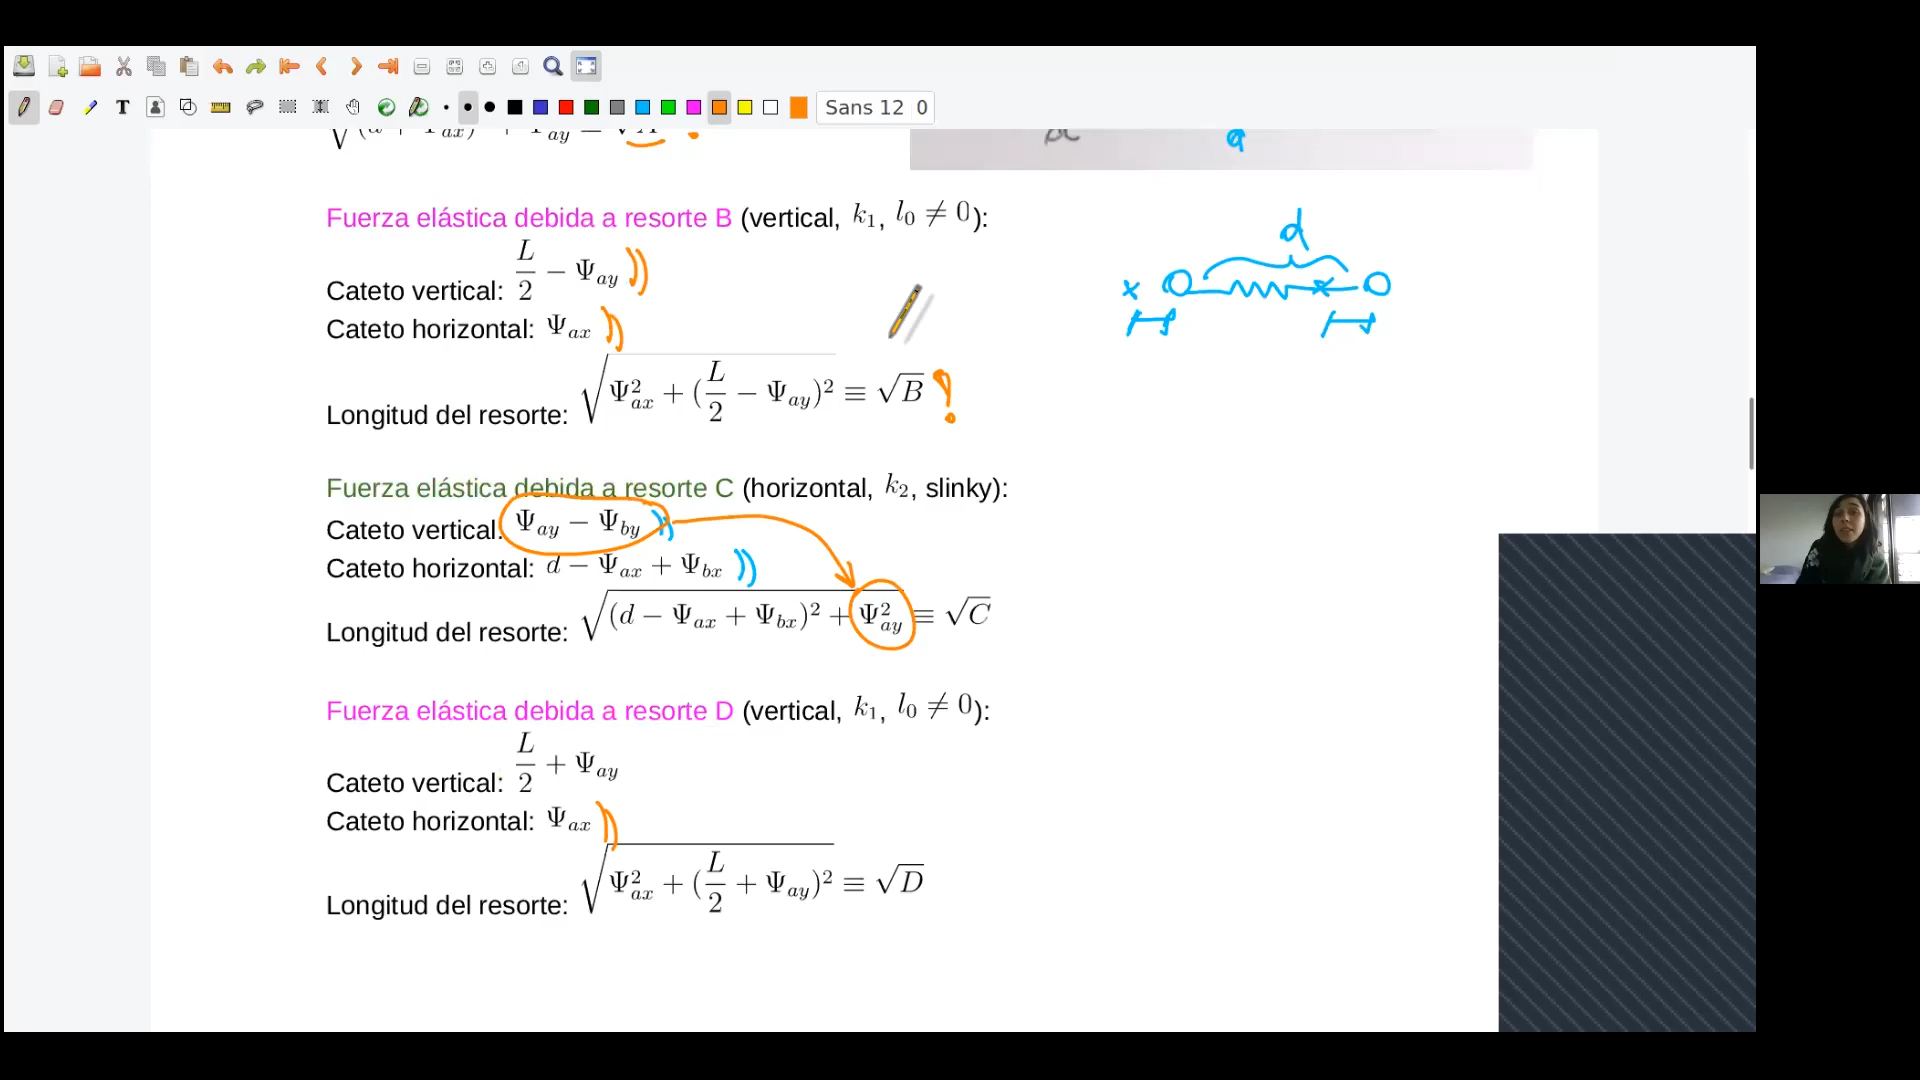 Sans 12 0
T
a
Fuerza elástica debida a resorte B (vertical, k₁, l₀ ≠ 0):
Cateto vertical: L/2 − Ψ_ay
Cateto horizontal: Ψ_ax
Longitud del resorte: √(Ψ²_ax + (L/2 − Ψ_ay)²) ≡ √B
d
x
x
Fuerza elástica debida a resorte C (horizontal, k₂, slinky):
Cateto vertical: Ψ_ay − Ψ_by
Cateto horizontal: d − Ψ_ax + Ψ_bx
Longitud del resorte: √((d − Ψ_ax + Ψ_bx)² + Ψ²_ay) ≡ √C
Fuerza elástica debida a resorte D (vertical, k₁, l₀ ≠ 0):
Cateto vertical: L/2 + Ψ_ay
Cateto horizontal: Ψ_ax
Longitud del resorte: √(Ψ²_ax + (L/2 + Ψ_ay)²) ≡ √D